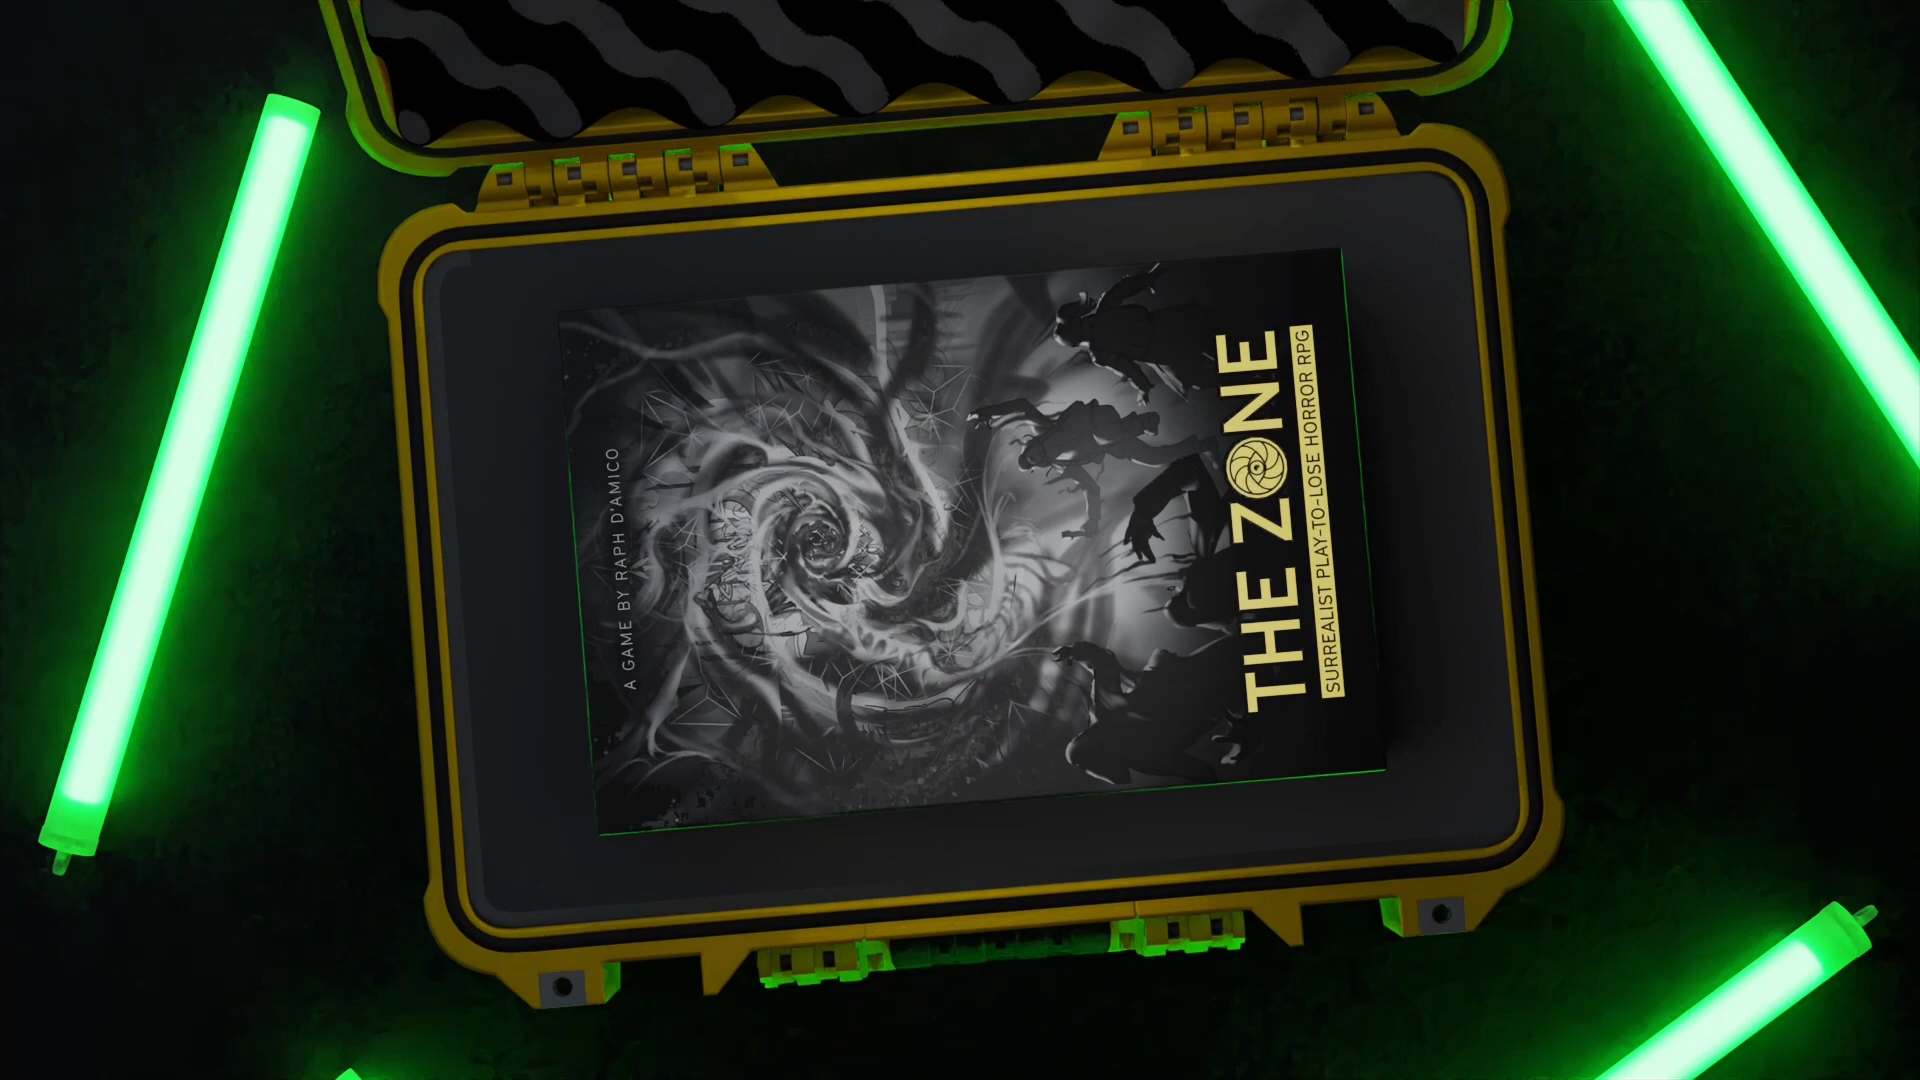 A GAME BY RAPH D'AMICO
THE ZONE
SURREALIST PLAY-TO-LOSE HORROR RPG